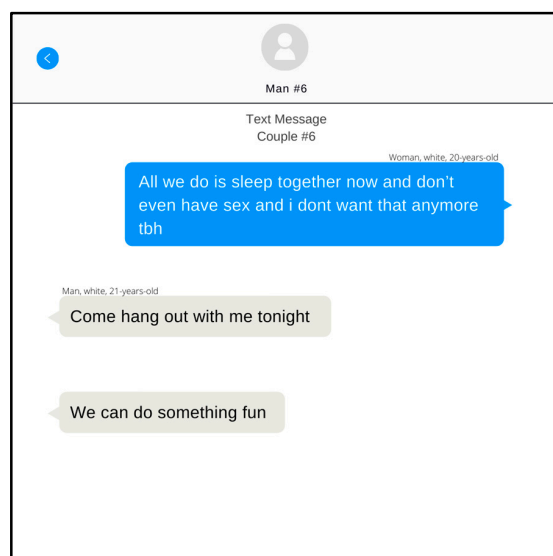 Man #6
Text Message
Couple #6
Woman, white, 20-years-old
All we do is sleep together now and don't
even have sex and i dont want that anymore
tbh
Man, white, 21-years-old
Come hang out with me tonight
We can do something fun